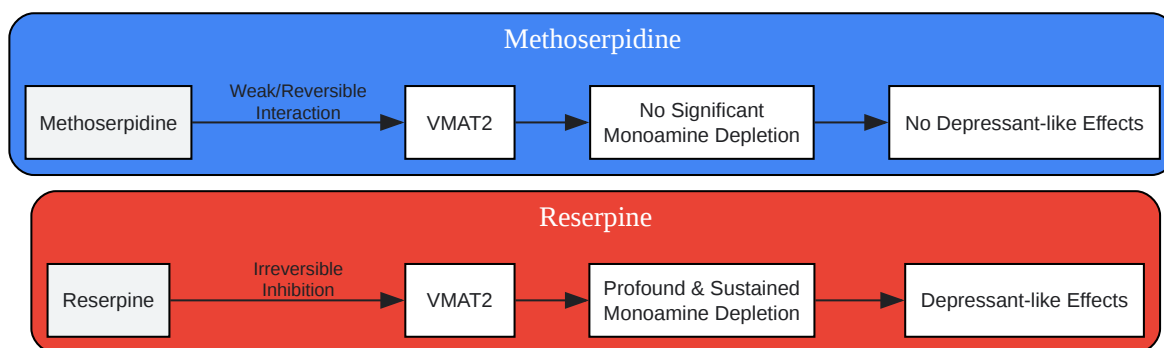 Methoserpidine
Methoserpidine
Weak/Reversible
Interaction
VMAT2
No Significant
Monoamine Depletion
No Depressant-like Effects
Reserpine
Reserpine
Irreversible
Inhibition
VMAT2
Profound & Sustained
Monoamine Depletion
Depressant-like Effects